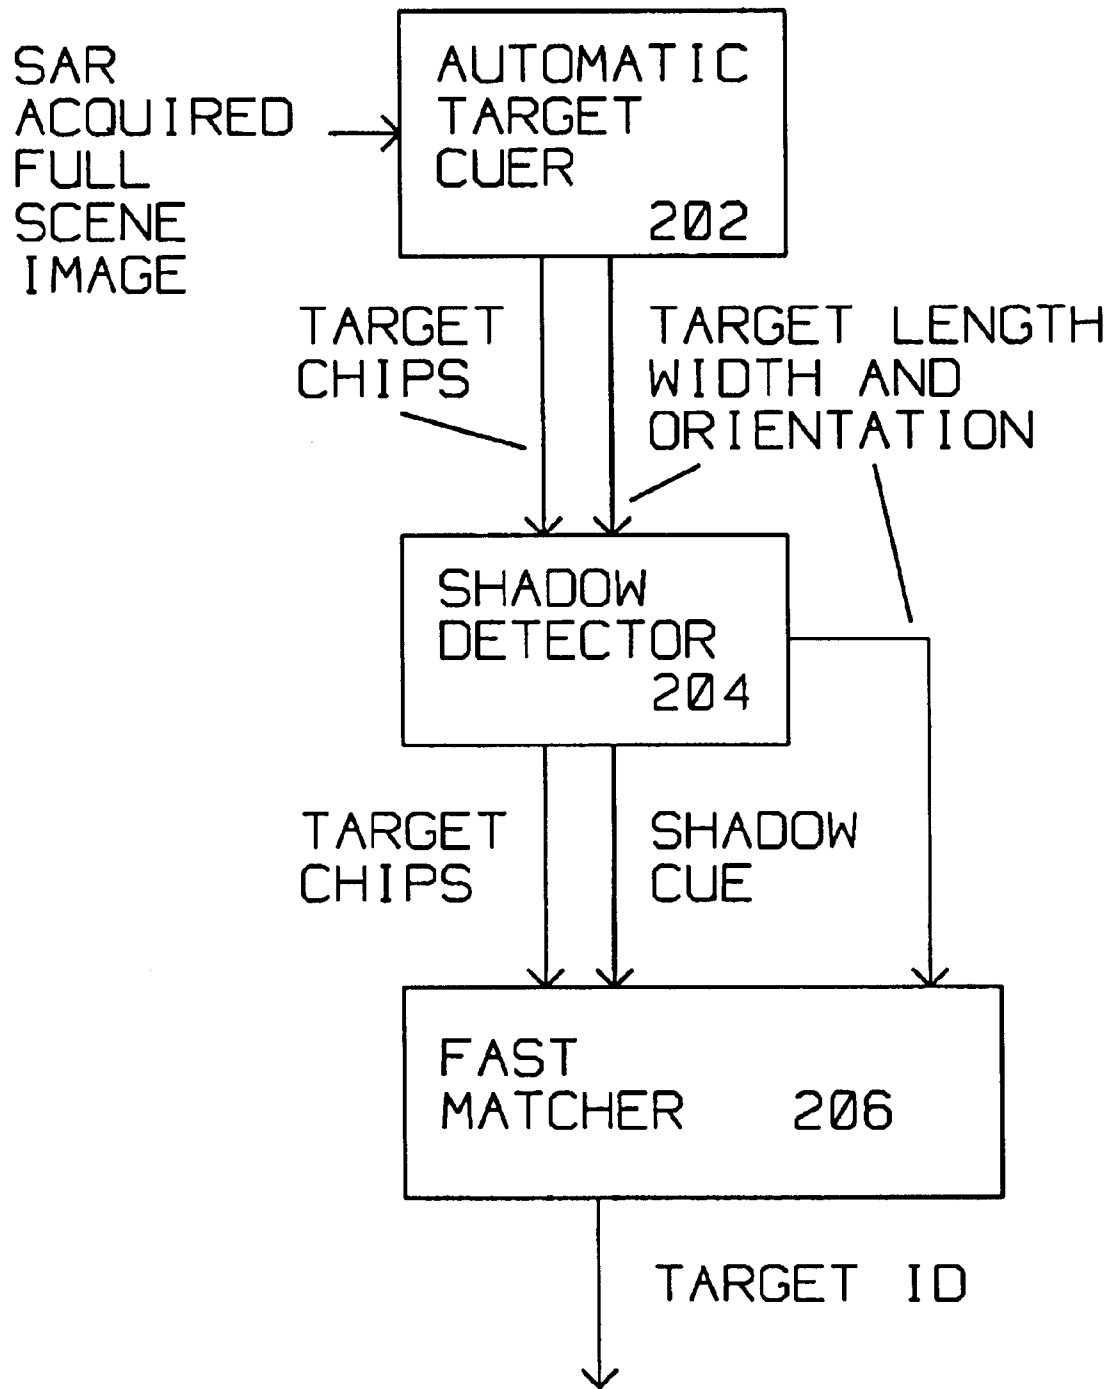 SAR
ACQUIRED
FULL
SCENE
IMAGE
AUTOMATIC
TARGET
CUER
202
TARGET
CHIPS
TARGET LENGTH
WIDTH AND
ORIENTATION
SHADOW
DETECTOR
204
TARGET
CHIPS
SHADOW
CUE
FAST
MATCHER 206
TARGET ID